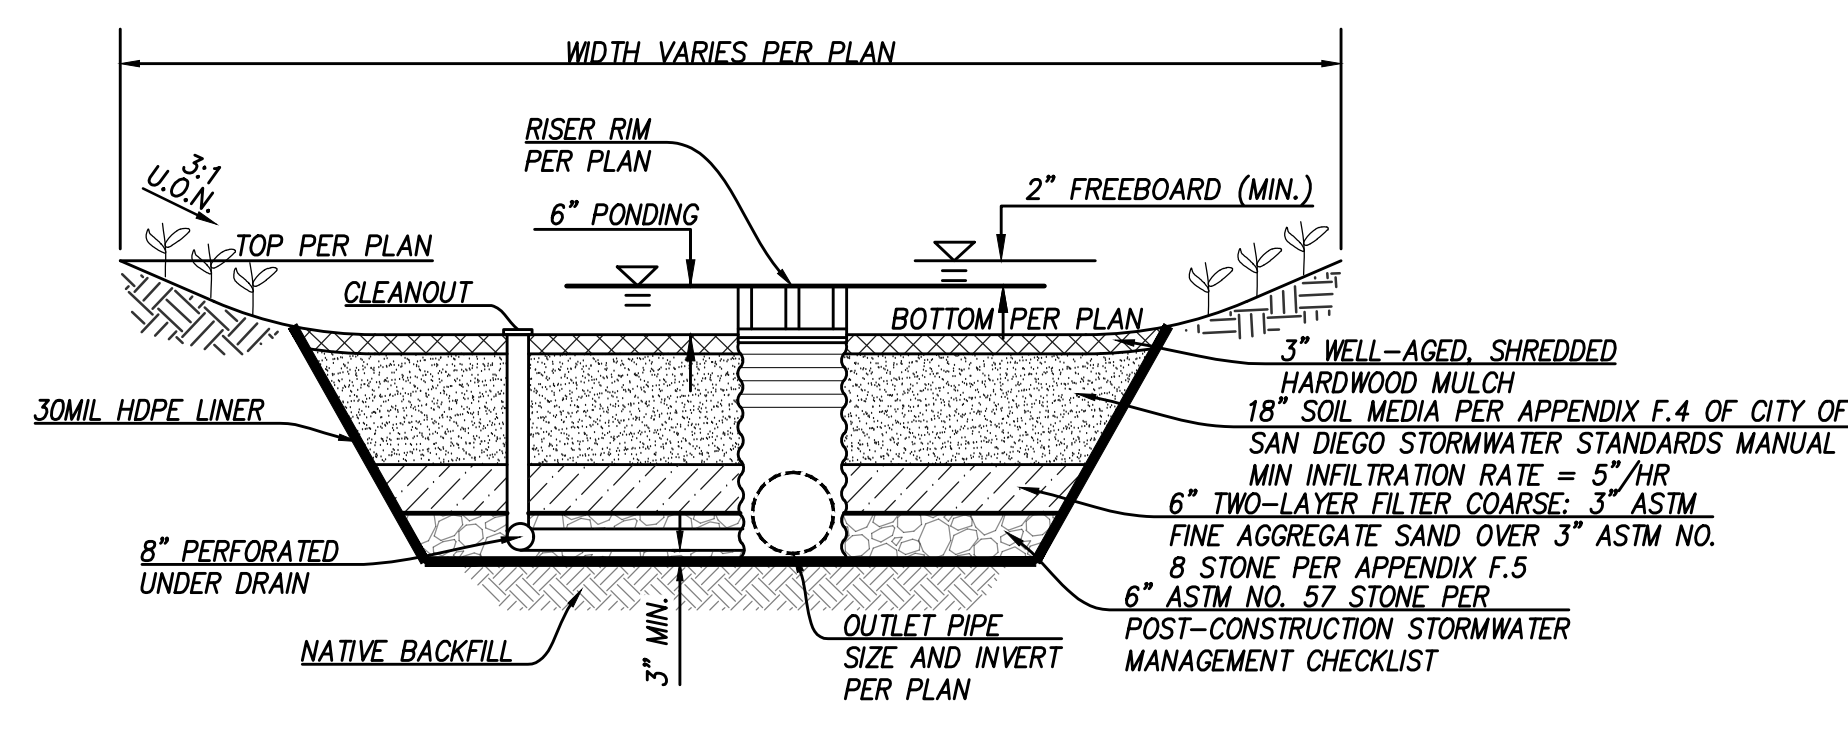 WIDTH VARIES PER PLAN
RISER RIM
PER PLAN
3:1
U.O.N.
2” FREEBOARD (MIN.)
6” PONDING
TOP PER PLAN
CLEANOUT
BOTTOM PER PLAN
3” WELL-AGED, SHREDDED
HARDWOOD MULCH
30MIL HDPE LINER
18” SOIL MEDIA PER APPENDIX F.4 OF CITY OF
SAN DIEGO STORMWATER STANDARDS MANUAL
MIN INFILTRATION RATE = 5”/HR
6” TWO-LAYER FILTER COARSE: 3” ASTM
FINE AGGREGATE SAND OVER 3” ASTM NO.
8 STONE PER APPENDIX F.5
8” PERFORATED
UNDER DRAIN
6” ASTM NO. 57 STONE PER
POST-CONSTRUCTION STORMWATER
MANAGEMENT CHECKLIST
NATIVE BACKFILL
3” MIN.
OUTLET PIPE
SIZE AND INVERT
PER PLAN